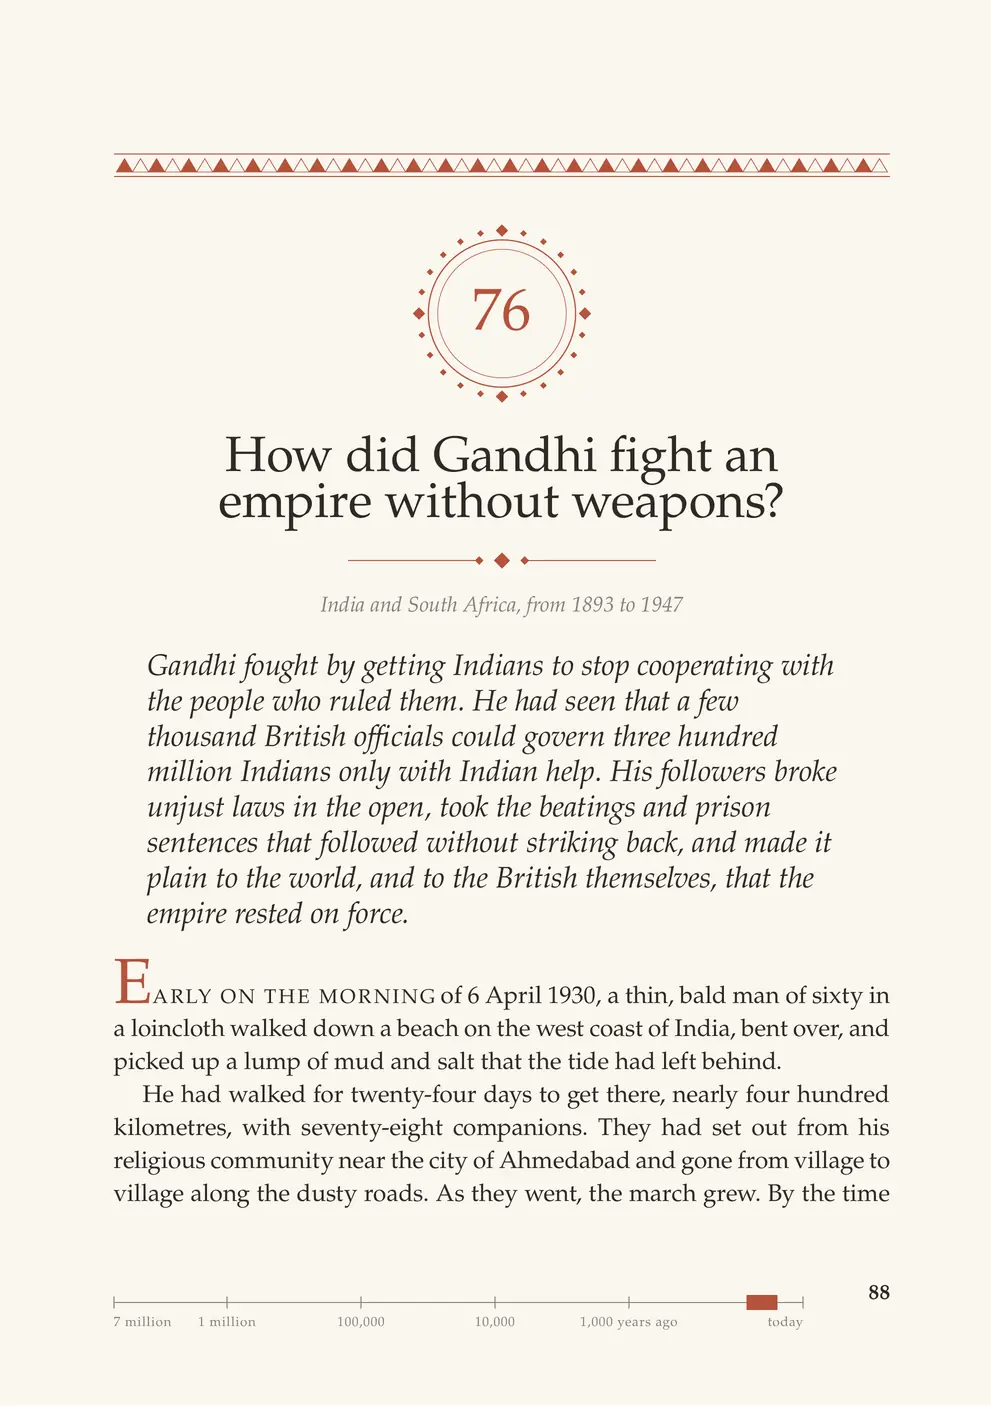 76
How did Gandhi fight an
empire without weapons?
India and South Africa, from 1893 to 1947
Gandhi fought by getting Indians to stop cooperating with
the people who ruled them. He had seen that a few
thousand British officials could govern three hundred
million Indians only with Indian help. His followers broke
unjust laws in the open, took the beatings and prison
sentences that followed without striking back, and made it
plain to the world, and to the British themselves, that the
empire rested on force.
EARLY ON THE MORNING of 6 April 1930, a thin, bald man of sixty in
a loincloth walked down a beach on the west coast of India, bent over, and
picked up a lump of mud and salt that the tide had left behind.
He had walked for twenty-four days to get there, nearly four hundred
kilometres, with seventy-eight companions. They had set out from his
religious community near the city of Ahmedabad and gone from village to
village along the dusty roads. As they went, the march grew. By the time
88
7 million 1 million 100,000 10,000 1,000 years ago today